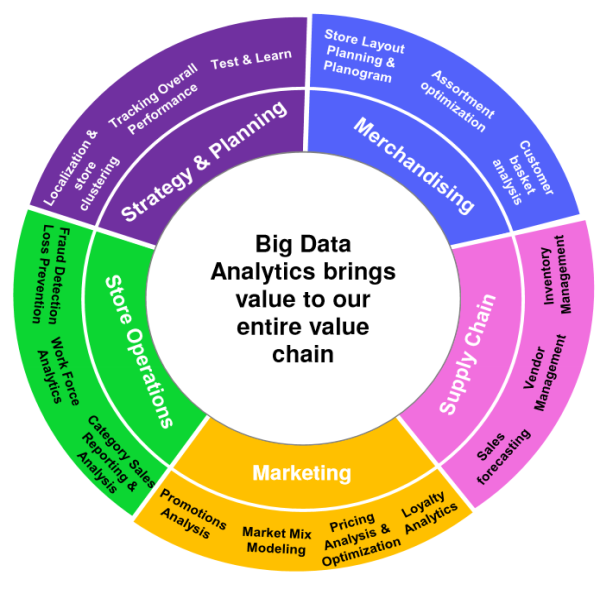 Big Data
Analytics brings
value to our
entire value
chain
Strategy & Planning
Localization &
store
clustering
Tracking Overall
Performance
Test & Learn
Merchandising
Store Layout
Planning &
Planogram
Assortment
optimization
Customer
basket
analysis
Supply Chain
Inventory
Management
Vendor
Management
Sales
forecasting
Marketing
Promotions
Analysis
Market Mix
Modeling
Pricing
Analysis &
Optimization
Loyalty
Analytics
Store Operations
Fraud Detection
Loss Prevention
Work Force
Analytics
Category Sales
Reporting &
Analysis